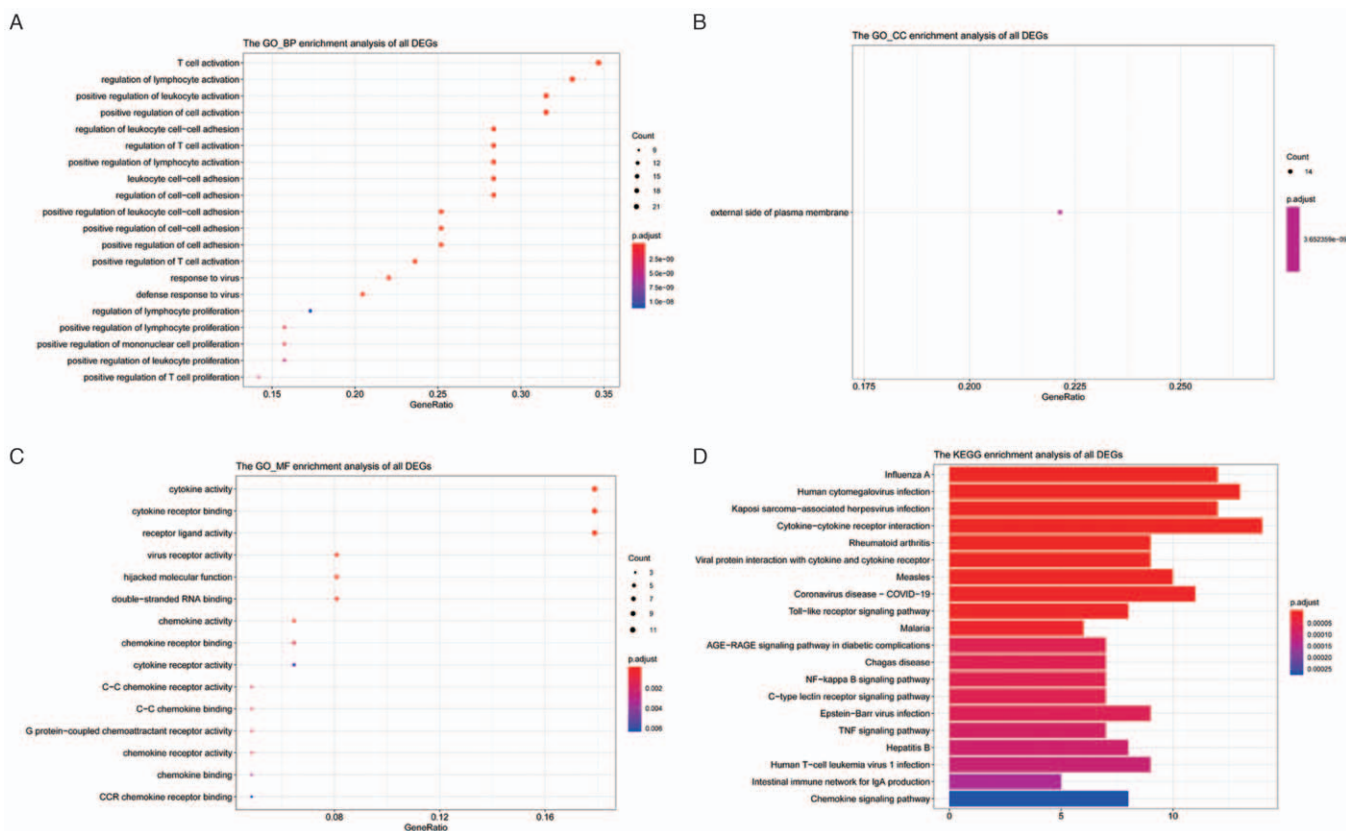 A
The GO_BP enrichment analysis of all DEGs
T cell activation
regulation of lymphocyte activation
positive regulation of leukocyte activation
positive regulation of cell activation
regulation of leukocyte cell-cell adhesion
regulation of T cell activation
positive regulation of lymphocyte activation
leukocyte cell-cell adhesion
regulation of cell-cell adhesion
positive regulation of leukocyte cell-cell adhesion
positive regulation of cell-cell adhesion
positive regulation of cell adhesion
positive regulation of T cell activation
response to virus
defense response to virus
regulation of lymphocyte proliferation
positive regulation of lymphocyte proliferation
positive regulation of mononuclear cell proliferation
positive regulation of leukocyte proliferation
positive regulation of T cell proliferation
0.15 0.20 0.25 0.30 0.35
GeneRatio
Count
9
12
15
18
21
p.adjust
2.5e-09
5.0e-09
7.5e-09
1.0e-08
B
The GO_CC enrichment analysis of all DEGs
external side of plasma membrane
0.175 0.200 0.225 0.250
GeneRatio
Count
14
p.adjust
3.652359e-09
C
The GO_MF enrichment analysis of all DEGs
cytokine activity
cytokine receptor binding
receptor ligand activity
virus receptor activity
hijacked molecular function
double-stranded RNA binding
chemokine activity
chemokine receptor binding
cytokine receptor activity
C-C chemokine receptor activity
C-C chemokine binding
G protein-coupled chemoattractant receptor activity
chemokine receptor activity
chemokine binding
CCR chemokine receptor binding
0.08 0.12 0.16
GeneRatio
Count
3
5
7
9
11
p.adjust
0.002
0.004
0.006
D
The KEGG enrichment analysis of all DEGs
Influenza A
Human cytomegalovirus infection
Kaposi sarcoma-associated herpesvirus infection
Cytokine-cytokine receptor interaction
Rheumatoid arthritis
Viral protein interaction with cytokine and cytokine receptor
Measles
Coronavirus disease - COVID-19
Toll-like receptor signaling pathway
Malaria
AGE-RAGE signaling pathway in diabetic complications
Chagas disease
NF-kappa B signaling pathway
C-type lectin receptor signaling pathway
Epstein-Barr virus infection
TNF signaling pathway
Hepatitis B
Human T-cell leukemia virus 1 infection
Intestinal immune network for IgA production
Chemokine signaling pathway
0 5 10
p.adjust
0.00005
0.00010
0.00015
0.00020
0.00025